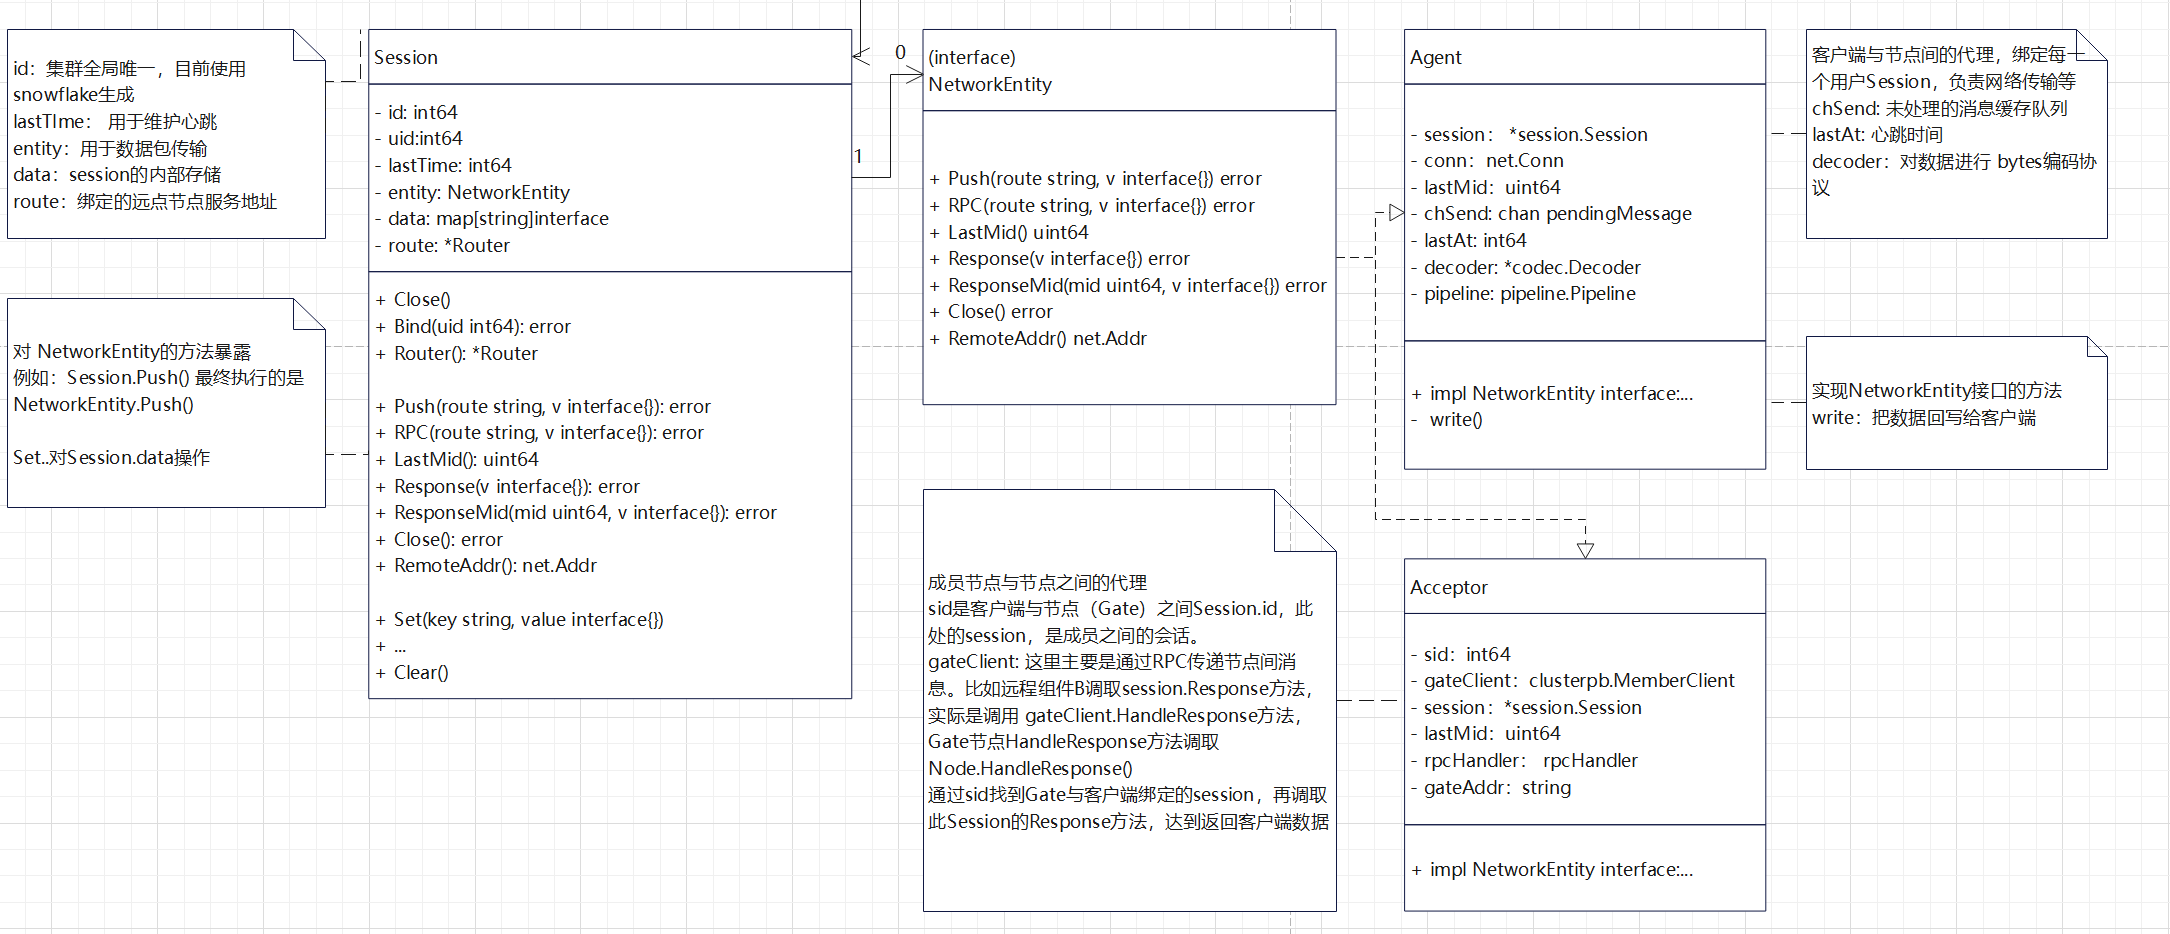 id：集群全局唯一，目前使用
snowflake生成
lastTIme： 用于维护心跳
entity：用于数据包传输
data：session的内部存储
route：绑定的远点节点服务地址
对 NetworkEntity的方法暴露
例如：Session.Push() 最终执行的是
NetworkEntity.Push()
Set..对Session.data操作
Session
- id: int64
- uid:int64
- lastTime: int64
- entity: NetworkEntity
- data: map[string]interface
- route: *Router
+ Close()
+ Bind(uid int64): error
+ Router(): *Router
+ Push(route string, v interface{}): error
+ RPC(route string, v interface{}): error
+ LastMid(): uint64
+ Response(v interface{}): error
+ ResponseMid(mid uint64, v interface{}): error
+ Close(): error
+ RemoteAddr(): net.Addr
+ Set(key string, value interface{})
+ ...
+ Clear()
0
1
(interface)
NetworkEntity
+ Push(route string, v interface{}) error
+ RPC(route string, v interface{}) error
+ LastMid() uint64
+ Response(v interface{}) error
+ ResponseMid(mid uint64, v interface{}) error
+ Close() error
+ RemoteAddr() net.Addr
成员节点与节点之间的代理
sid是客户端与节点（Gate）之间Session.id，此
处的session，是成员之间的会话。
gateClient: 这里主要是通过RPC传递节点间消
息。比如远程组件B调取session.Response方法，
实际是调用 gateClient.HandleResponse方法，
Gate节点HandleResponse方法调取
Node.HandleResponse()
通过sid找到Gate与客户端绑定的session，再调取
此Session的Response方法，达到返回客户端数据
Agent
- session： *session.Session
- conn：net.Conn
- lastMid：uint64
- chSend: chan pendingMessage
- lastAt: int64
- decoder: *codec.Decoder
- pipeline: pipeline.Pipeline
+ impl NetworkEntity interface:...
- write()
客户端与节点间的代理，绑定每一
个用户Session，负责网络传输等
chSend: 未处理的消息缓存队列
lastAt: 心跳时间
decoder：对数据进行 bytes编码协
议
实现NetworkEntity接口的方法
write：把数据回写给客户端
Acceptor
- sid：int64
- gateClient：clusterpb.MemberClient
- session：*session.Session
- lastMid：uint64
- rpcHandler： rpcHandler
- gateAddr：string
+ impl NetworkEntity interface:...